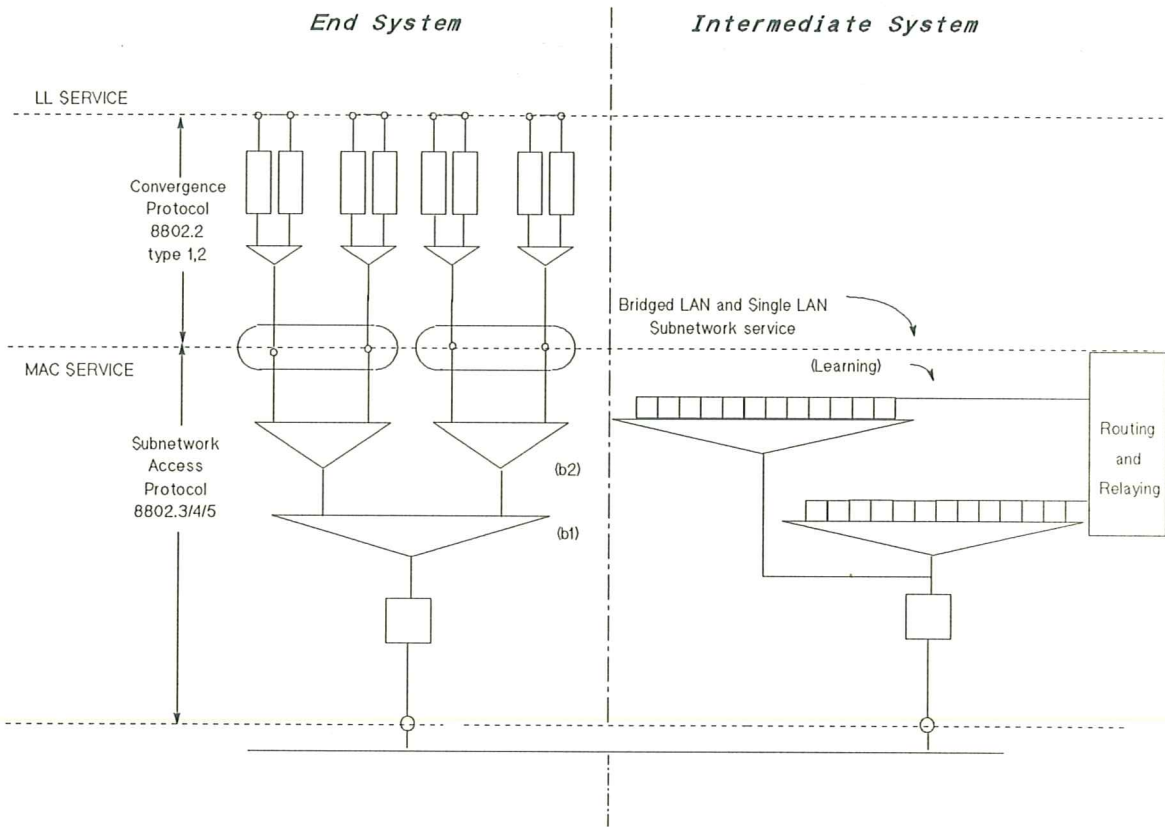 End System
Intermediate System
LL SERVICE
Convergence
Protocol
8802.2
type 1,2
Bridged LAN and Single LAN
Subnetwork service
MAC SERVICE
(Learning)
Subnetwork
Access
Protocol
8802.3/4/5
(b2)
(b1)
Routing
and
Relaying